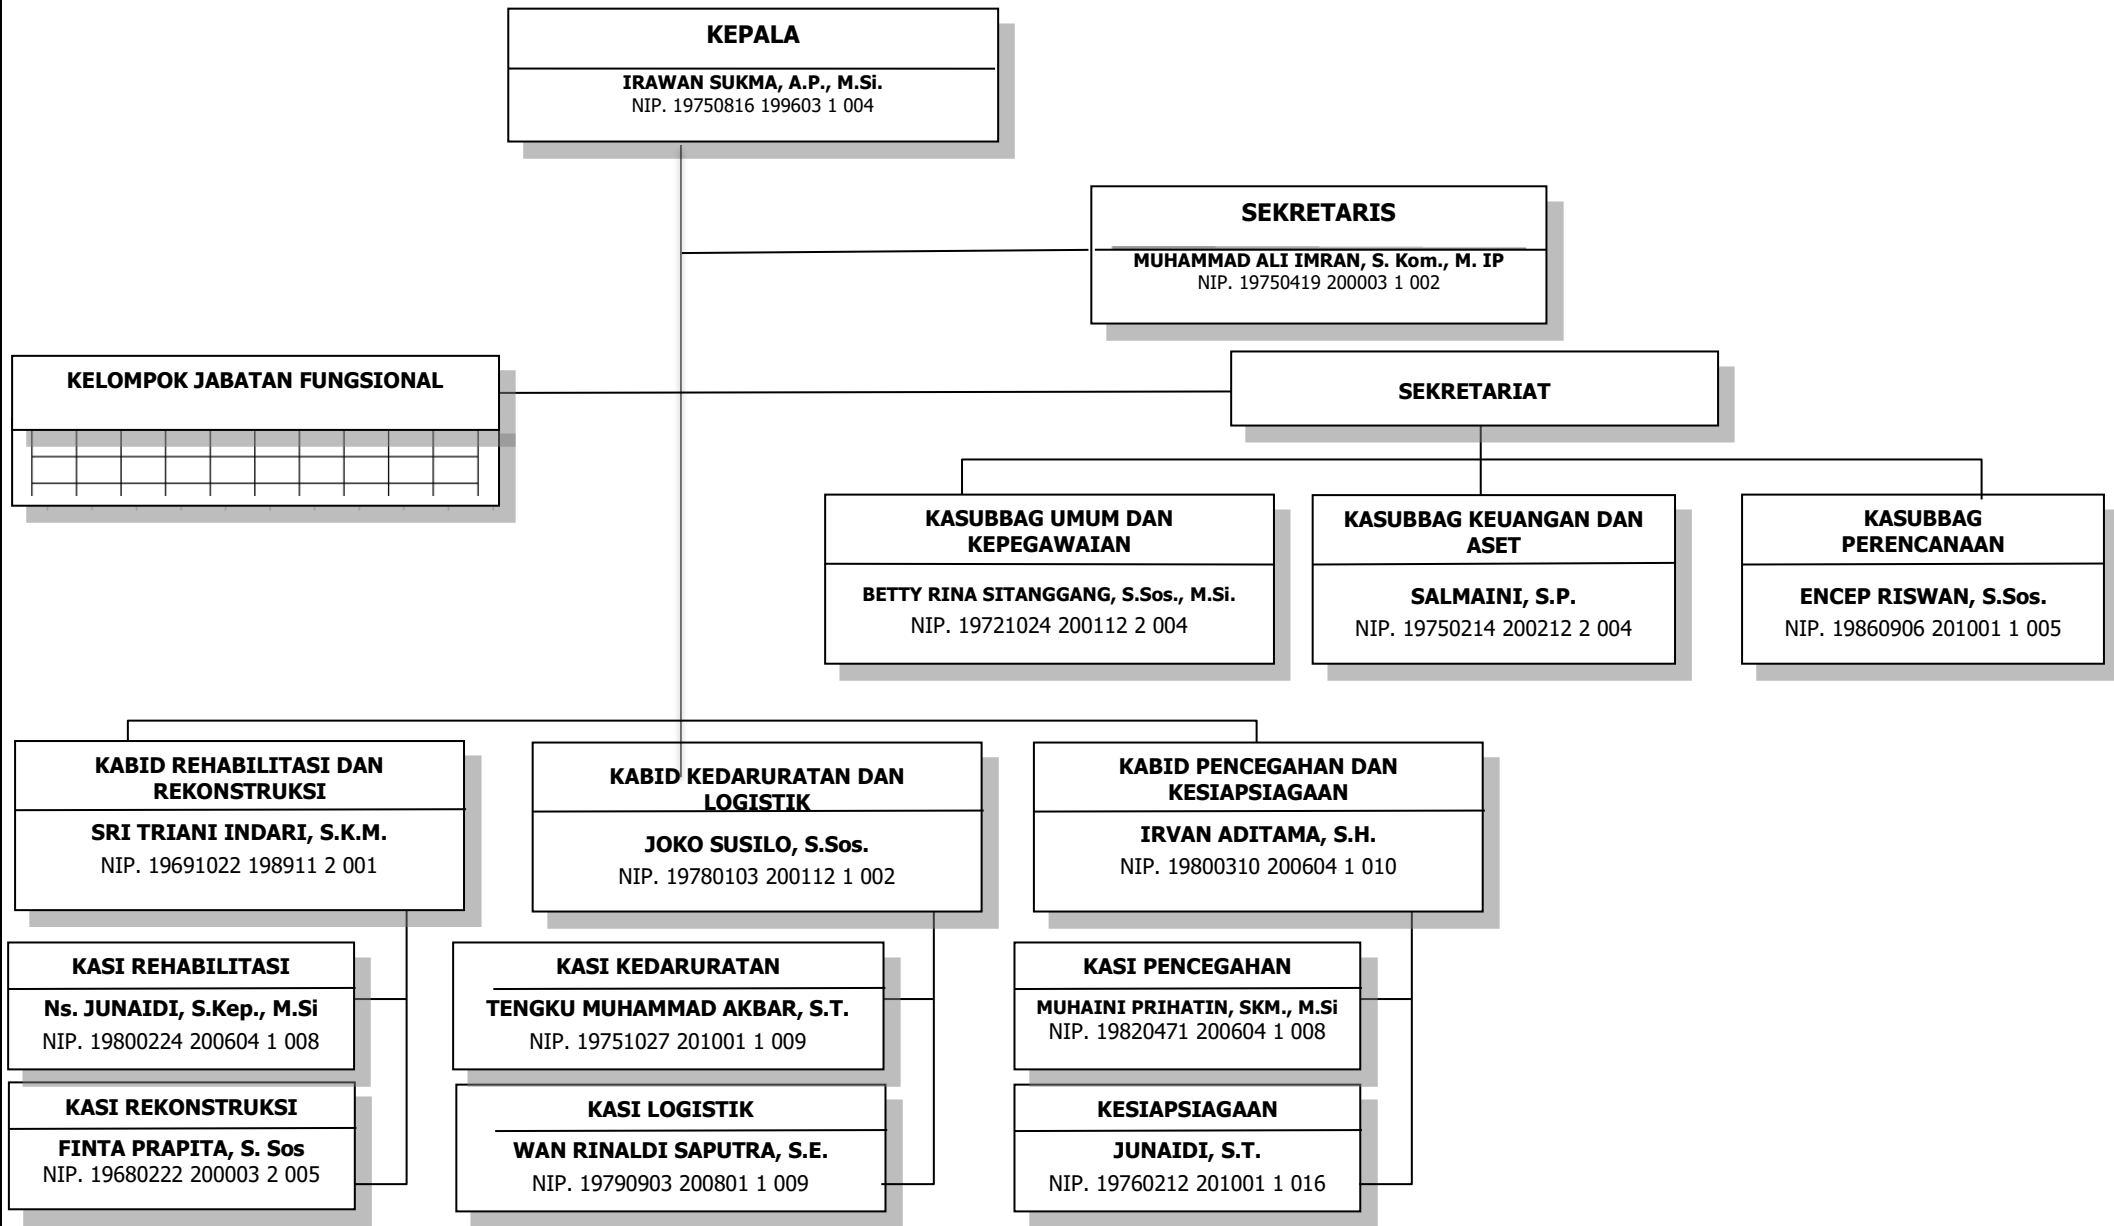 KEPALA
IRAWAN SUKMA, A.P., M.Si.
NIP. 19750816 199603 1 004
SEKRETARIS
MUHAMMAD ALI IMRAN, S. Kom., M. IP
NIP. 19750419 200003 1 002
KELOMPOK JABATAN FUNGSIONAL
SEKRETARIAT
KASUBBAG UMUM DAN
KEPEGAWAIAN
BETTY RINA SITANGGANG, S.Sos., M.Si.
NIP. 19721024 200112 2 004
KASUBBAG KEUANGAN DAN
ASET
SALMAINI, S.P.
NIP. 19750214 200212 2 004
KASUBBAG
PERENCANAAN
ENCEP RISWAN, S.Sos.
NIP. 19860906 201001 1 005
KABID REHABILITASI DAN
REKONSTRUKSI
SRI TRIANI INDARI, S.K.M.
NIP. 19691022 198911 2 001
KABID KEDARURATAN DAN
LOGISTIK
JOKO SUSILO, S.Sos.
NIP. 19780103 200112 1 002
KABID PENCEGAHAN DAN
KESIAPSIAGAAN
IRVAN ADITAMA, S.H.
NIP. 19800310 200604 1 010
KASI REHABILITASI
Ns. JUNAIDI, S.Kep., M.Si
NIP. 19800224 200604 1 008
KASI KEDARURATAN
TENGKU MUHAMMAD AKBAR, S.T.
NIP. 19751027 201001 1 009
KASI PENCEGAHAN
MUHAINI PRIHATIN, SKM., M.Si
NIP. 19820471 200604 1 008
KASI REKONSTRUKSI
FINTA PRAPITA, S. Sos
NIP. 19680222 200003 2 005
KASI LOGISTIK
WAN RINALDI SAPUTRA, S.E.
NIP. 19790903 200801 1 009
KESIAPSIAGAAN
JUNAIDI, S.T.
NIP. 19760212 201001 1 016